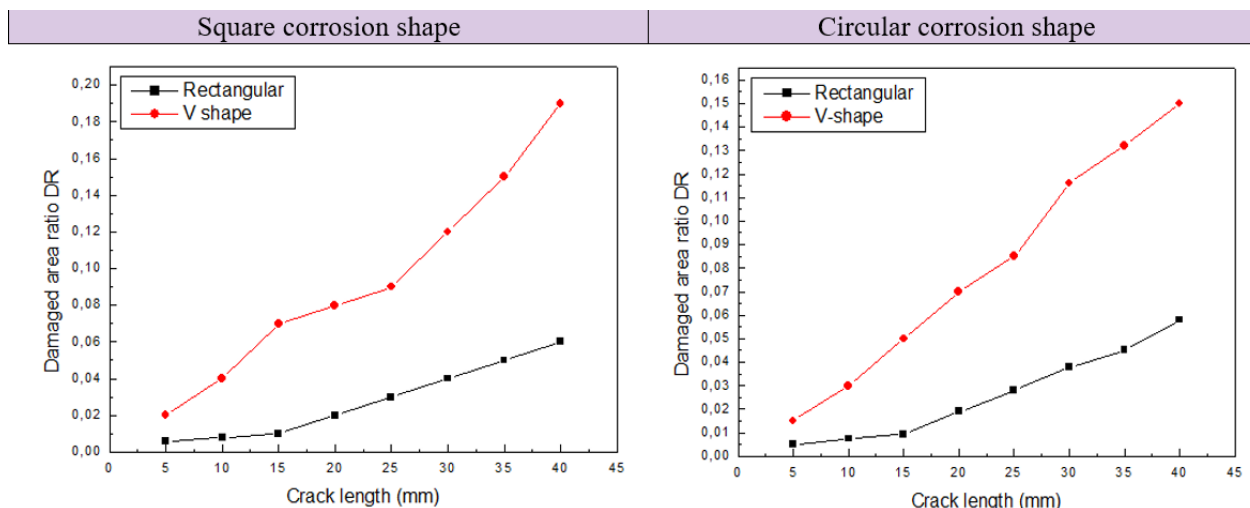 Square corrosion shape
Circular corrosion shape
Rectangular
V shape
0,20
0,18
0,16
0,14
0,12
0,10
0,08
0,06
0,04
0,02
0,00
Damaged area ratio DR
0 5 10 15 20 25 30 35 40 45
Crack length (mm)
Rectangular
V-shape
0,16
0,15
0,14
0,13
0,12
0,11
0,10
0,09
0,08
0,07
0,06
0,05
0,04
0,03
0,02
0,01
0,00
Damaged area ratio DR
0 5 10 15 20 25 30 35 40 45
Crack length (mm)